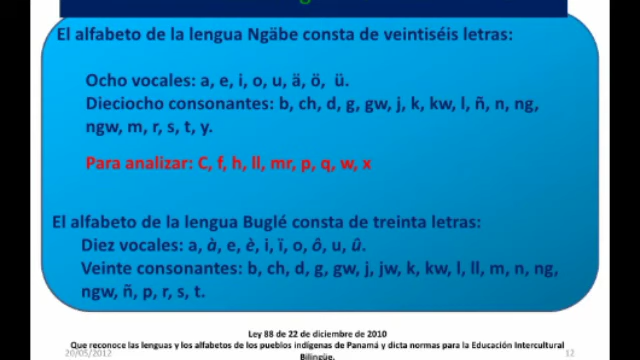 El alfabeto de la lengua Ngäbe consta de veintiséis letras:
Ocho vocales: a, e, i, o, u, ä, ö, ü.
Dieciocho consonantes: b, ch, d, g, gw, j, k, kw, l, ñ, n, ng,
ngw, m, r, s, t, y.
Para analizar: C, f, h, ll, mr, p, q, w, x
El alfabeto de la lengua Buglé consta de treinta letras:
Diez vocales: a, à, e, è, i, ï, o, ô, u, û.
Veinte consonantes: b, ch, d, g, gw, j, jw, k, kw, l, ll, m, n, ng,
ngw, ñ, p, r, s, t.
Ley 88 de 22 de diciembre de 2010
Que reconoce las lenguas y los alfabetos de los pueblos indígenas de Panamá y dicta normas para la Educación Intercultural
Bilingüe.
20/05/2012
12